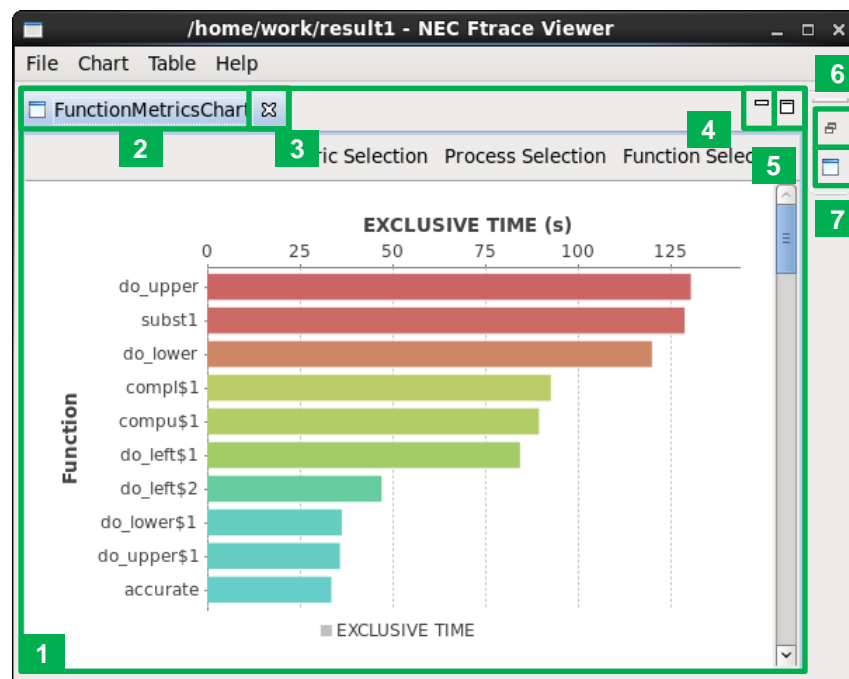 /home/work/result1 - NEC Ftrace Viewer
File Chart Table Help
6
FunctionMetricsChart
4
2
3
ric Selection Process Selection Function Selec
5
7
EXCLUSIVE TIME (s)
0 25 50 75 100 125
do_upper
subst1
do_lower
compl$1
compu$1
do_left$1
do_left$2
do_lower$1
do_upper$1
accurate
Function
EXCLUSIVE TIME
1